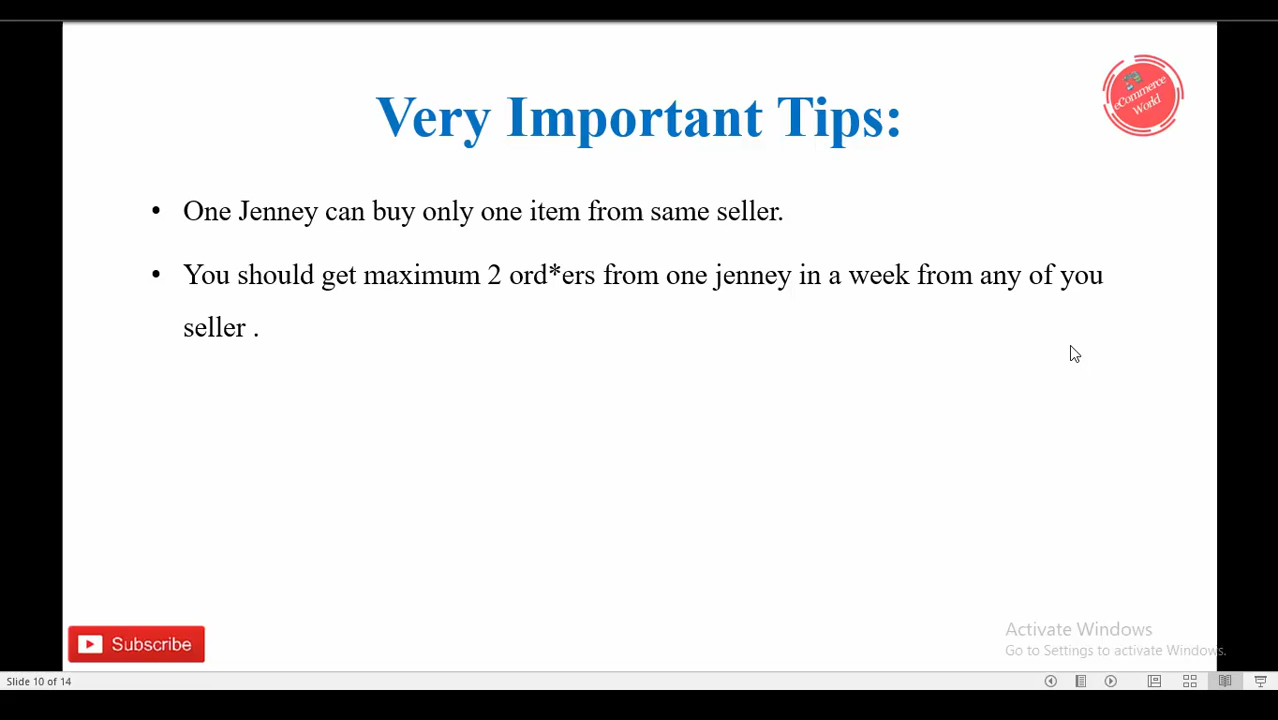 Very Important Tips:
eCommerce
World
• One Jenney can buy only one item from same seller.
• You should get maximum 2 ord*ers from one jenney in a week from any of you
seller .
Subscribe
Activate Windows
Go to Settings to activate Windows.
Slide 10 of 14